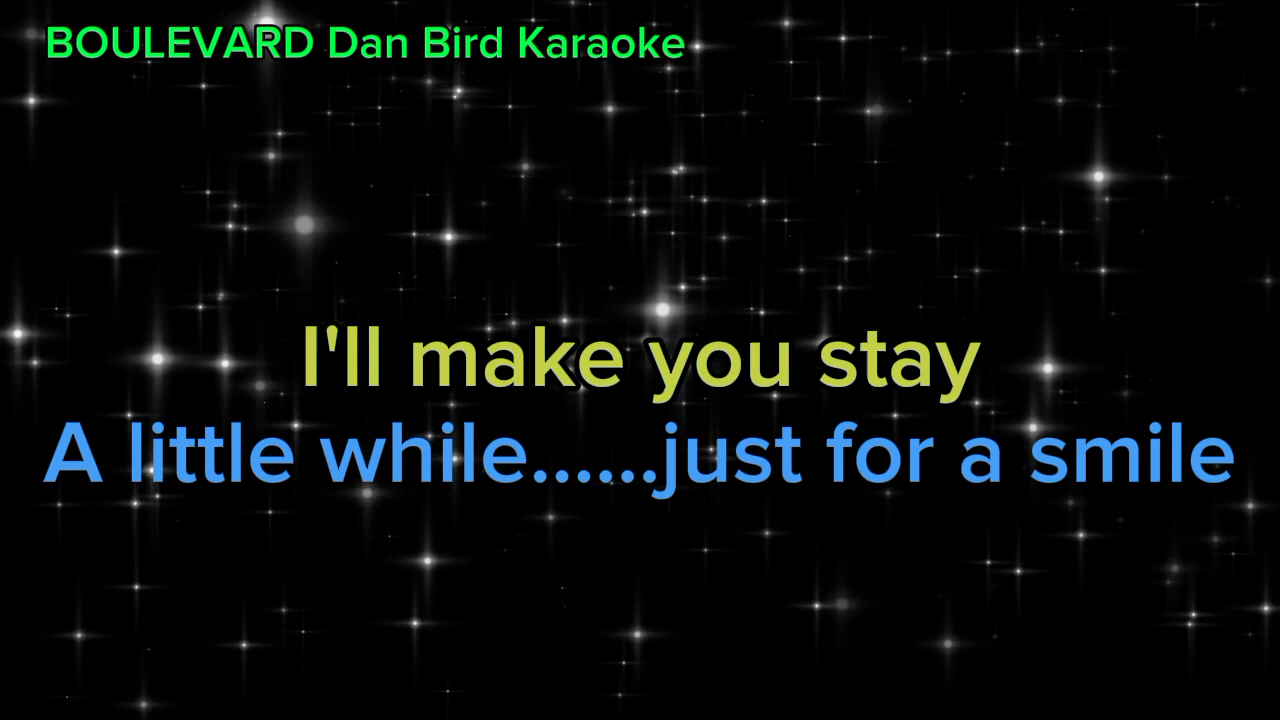 BOULEVARD Dan Bird Karaoke
I'll make you stay
A little while......just for a smile